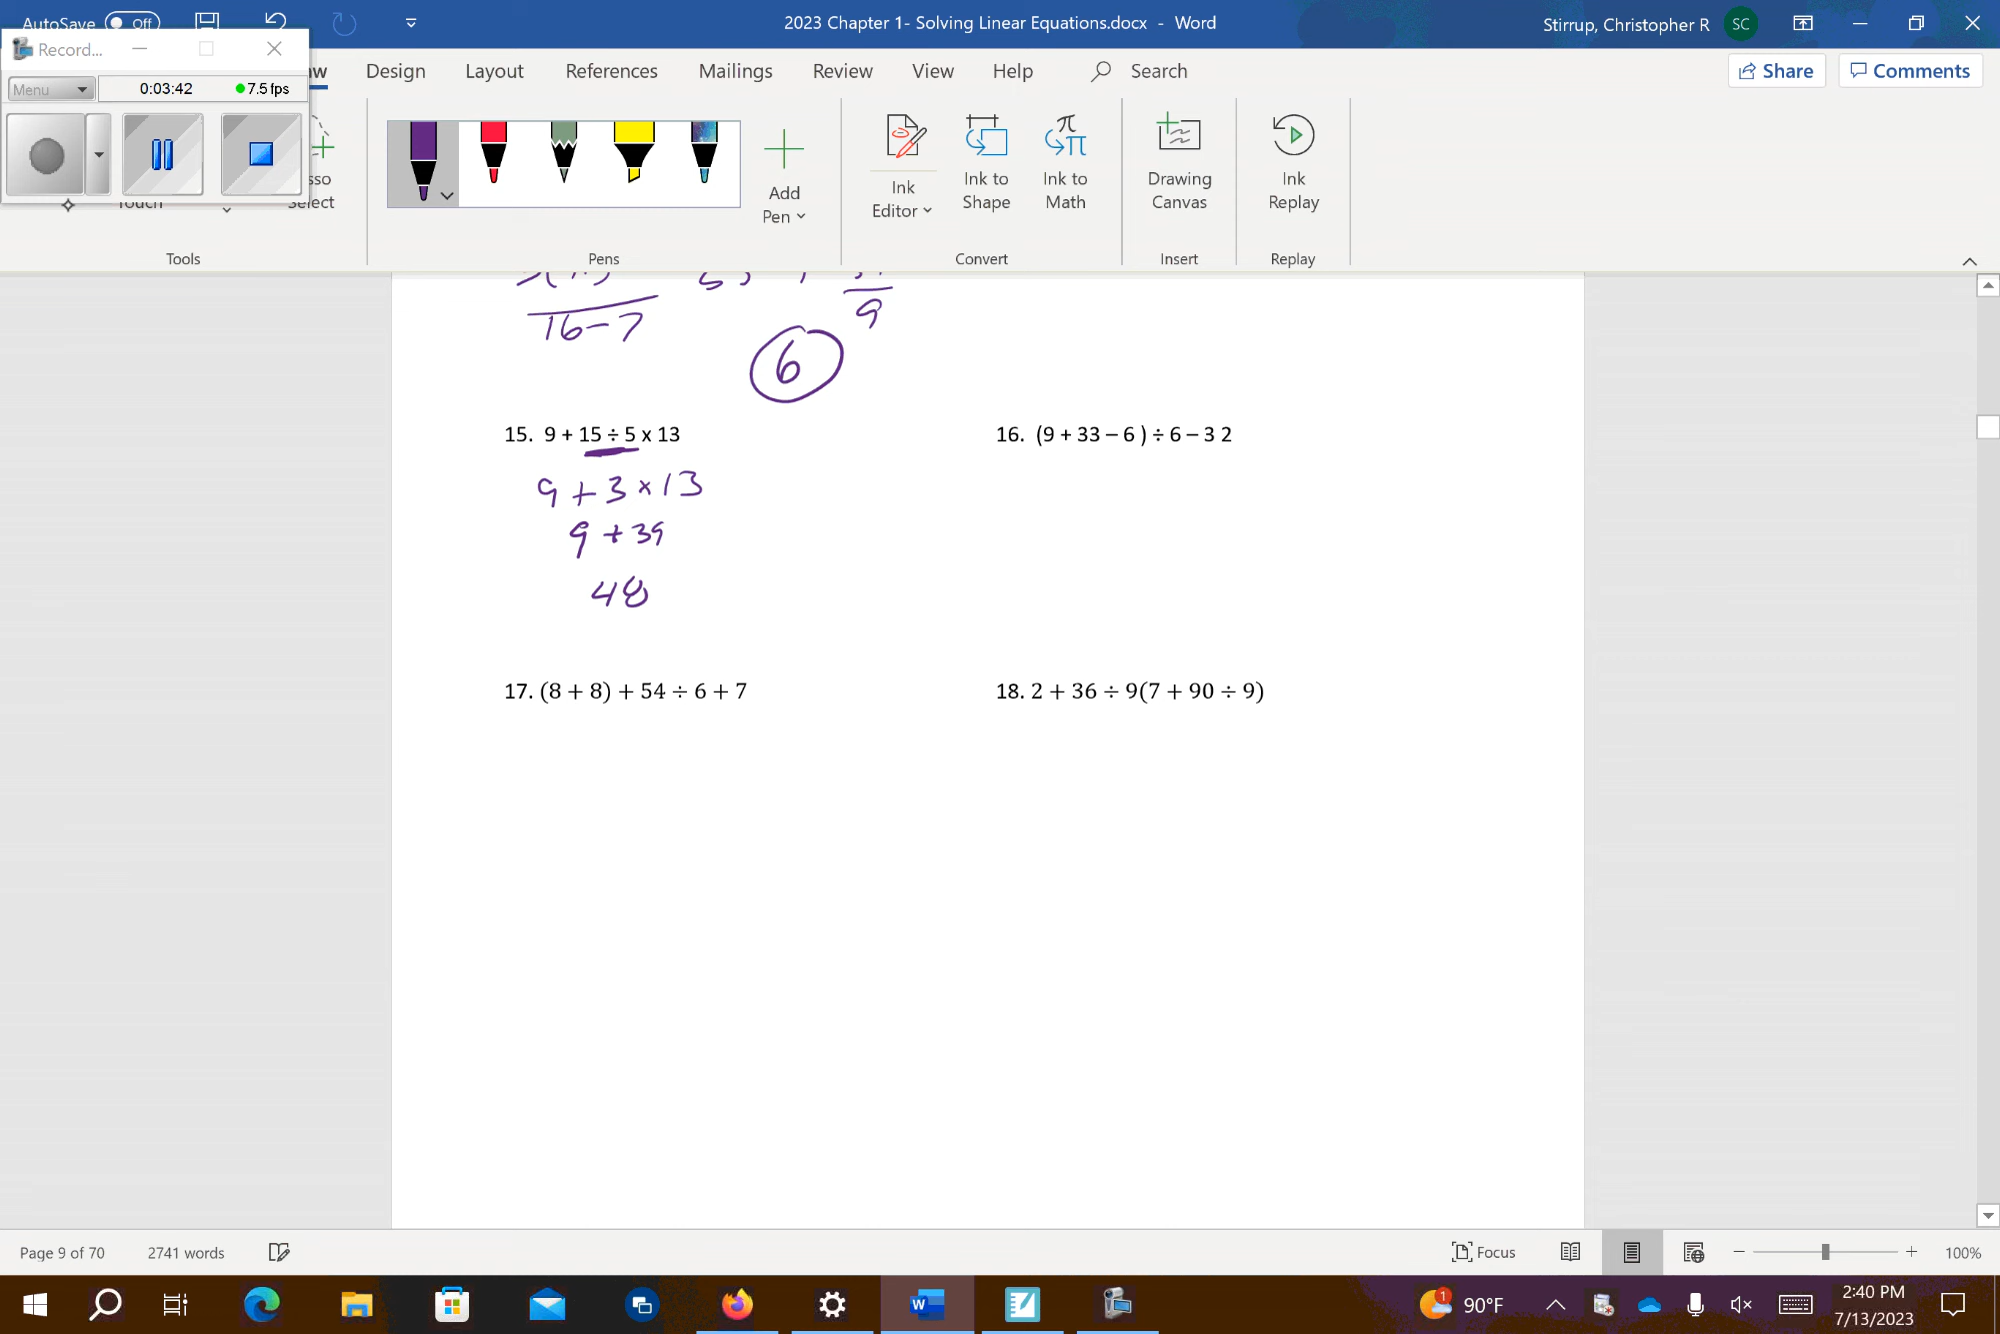 AutoSave Off
2023 Chapter 1- Solving Linear Equations.docx - Word
Stirrup, Christopher R SC
Record...
Menu 0:03:42 7.5 fps
Design Layout References Mailings Review View Help Search
Share Comments
Add
Pen
Ink
Editor
Ink to
Shape
Ink to
Math
Drawing
Canvas
Ink
Replay
Touch
Select
Tools Pens Convert Insert Replay
16-7
9
6
15. 9 + 15 ÷ 5 x 13
9 + 3 × 13
9 + 39
48
16. (9 + 33 – 6 ) ÷ 6 – 3 2
17. (8 + 8) + 54 ÷ 6 + 7
18. 2 + 36 ÷ 9(7 + 90 ÷ 9)
Page 9 of 70 2741 words
Focus 100%
1 90°F
2:40 PM
7/13/2023